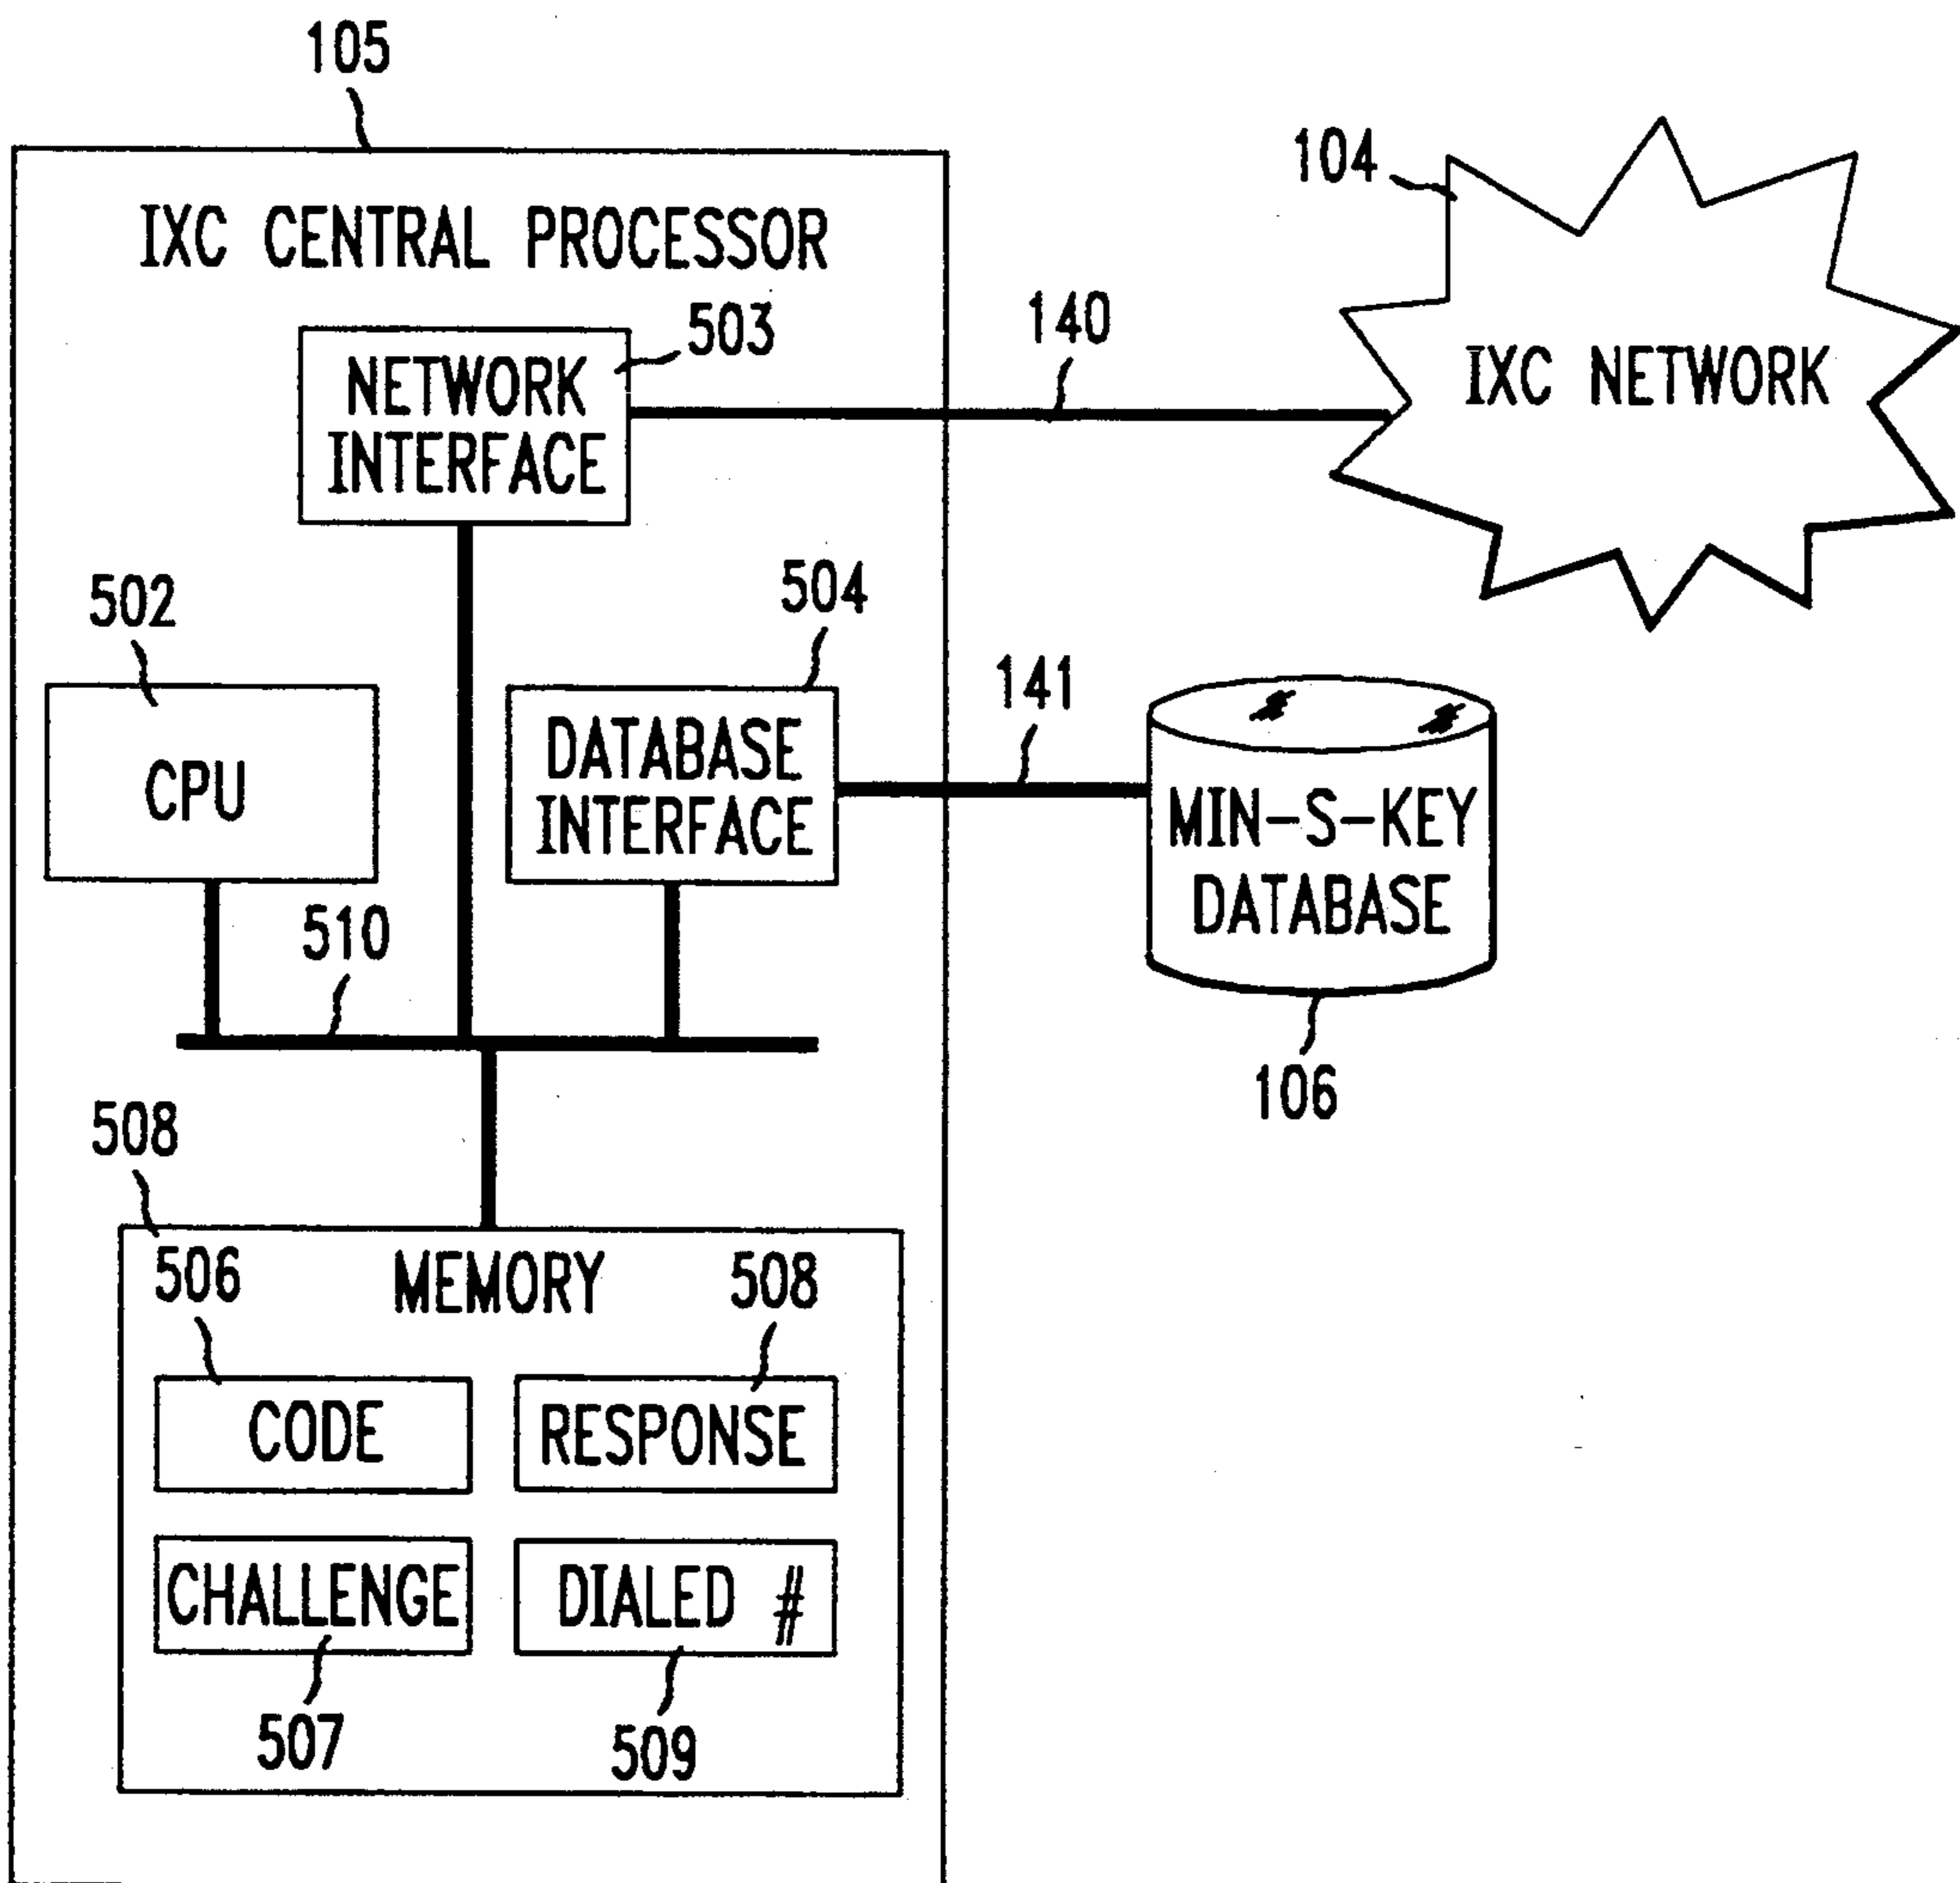 105
104
IXC CENTRAL PROCESSOR
503
140
NETWORK
INTERFACE
IXC NETWORK
502
504
141
CPU
DATABASE
INTERFACE
MIN-S-KEY
DATABASE
510
106
508
MEMORY
506
508
CODE
RESPONSE
CHALLENGE
DIALED #
507
509